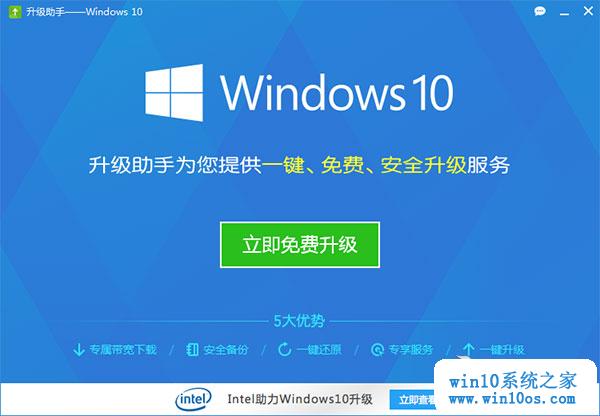 升级助手——Windows 10
Windows 10
升级助手为您提供一键、免费、安全升级服务
立即免费升级
5大优势
专属带宽下载 / 安全备份 / 一键还原 / 专享服务 / 一键升级
intel Intel助力Windows10升级 立即查看
win10系统之家
www.win10os.com